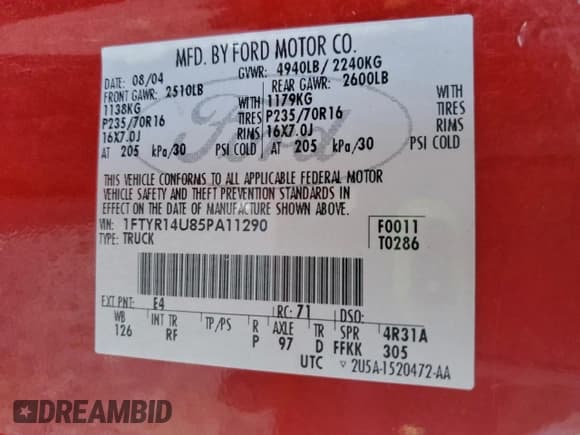 MFD. BY FORD MOTOR CO.
DATE: 08/04 GVWR: 4940LB / 2240KG
FRONT GAWR: 2510LB REAR GAWR: 2600LB
1138KG WITH 1179KG WITH
P235/70R16 TIRES P235/70R16 TIRES
16X7.0J RIMS 16X7.0J RIMS
AT 205 kPa/30 PSI COLD AT 205 kPa/30 PSI COLD
Ford
THIS VEHICLE CONFORMS TO ALL APPLICABLE FEDERAL MOTOR
VEHICLE SAFETY AND THEFT PREVENTION STANDARDS IN
EFFECT ON THE DATE OF MANUFACTURE SHOWN ABOVE.
VIN: 1FTYR14U85PA11290 F0011
TYPE: TRUCK T0286
EXT PNT: E4 RC: 71 DSO:
WB INT TR TP/PS R AXLE TR SPR 4R31A
126 RF P 97 D FFKK 305
UTC ▽ 2U5A-1520472-AA
DREAMBID